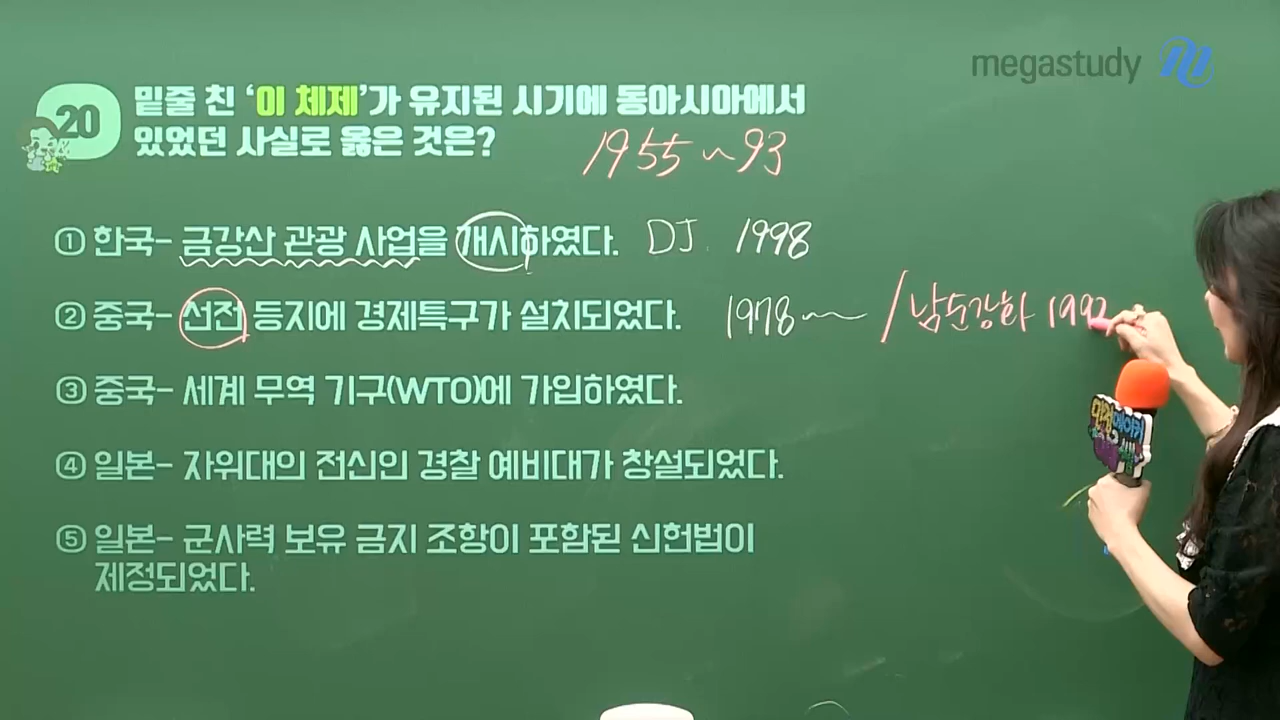 megastudy
20 밑줄 친 ‘이 체제’가 유지된 시기에 동아시아에서
있었던 사실로 옳은 것은?
1955~93
① 한국- 금강산 관광 사업을 개시하였다. DJ. 1998
② 중국- 선전 등지에 경제특구가 설치되었다. 1978~ / 남순강화 1992
③ 중국- 세계 무역 기구(WTO)에 가입하였다.
④ 일본- 자위대의 전신인 경찰 예비대가 창설되었다.
⑤ 일본- 군사력 보유 금지 조항이 포함된 신헌법이
제정되었다.